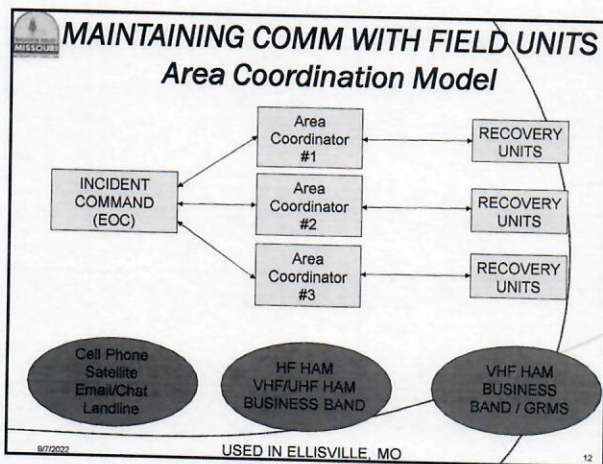 MISSOURI
MAINTAINING COMM WITH FIELD UNITS
Area Coordination Model
Area
Coordinator
#1
RECOVERY
UNITS
INCIDENT
COMMAND
(EOC)
Area
Coordinator
#2
RECOVERY
UNITS
Area
Coordinator
#3
RECOVERY
UNITS
Cell Phone
Satellite
Email/Chat
Landline
HF HAM
VHF/UHF HAM
BUSINESS BAND
VHF HAM
BUSINESS
BAND / GRMS
9/7/2022
USED IN ELLISVILLE, MO
12